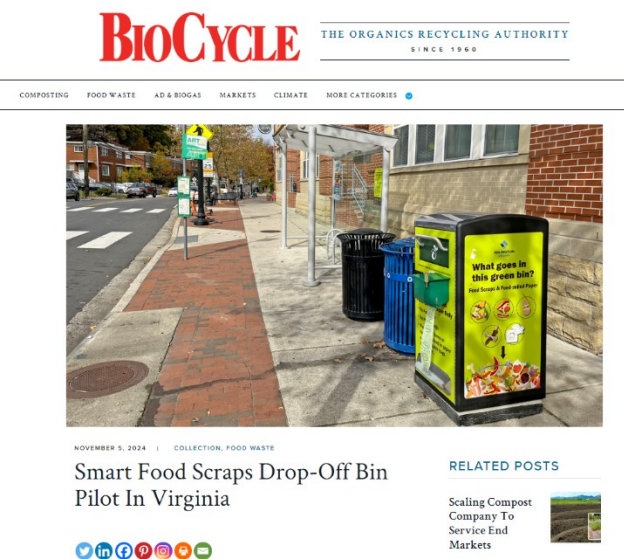 BIOCYCLE
THE ORGANICS RECYCLING AUTHORITY
SINCE 1960
COMPOSTING FOOD WASTE AD & BIOGAS MARKETS CLIMATE MORE CATEGORIES
ART
What goes in
this green bin?
Food Scraps & Food-soiled Paper
NOVEMBER 5, 2024 | COLLECTION, FOOD WASTE
Smart Food Scraps Drop-Off Bin
Pilot In Virginia
RELATED POSTS
Scaling Compost
Company To
Service End
Markets